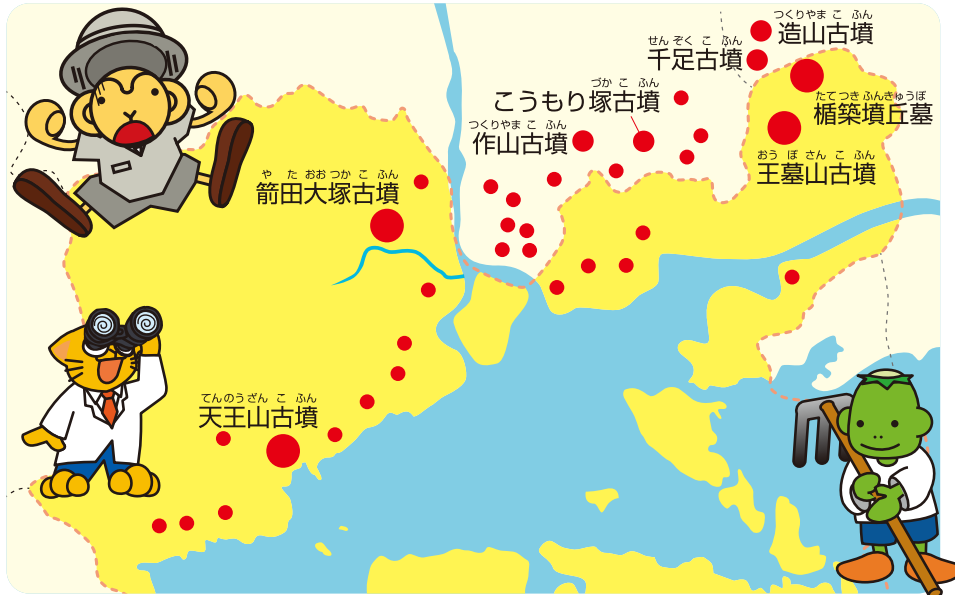 つくりやま こ ふん
造山古墳
せん ぞく こ ふん
千足古墳
づか こ ふん
こうもり塚古墳
たてつきふんきゅうぼ
楯築墳丘墓
つくりやま こ ふん
作山古墳
おう ぼ さん こ ふん
王墓山古墳
や た おおつか こ ふん
箭田大塚古墳
てんのうざん こ ふん
天王山古墳